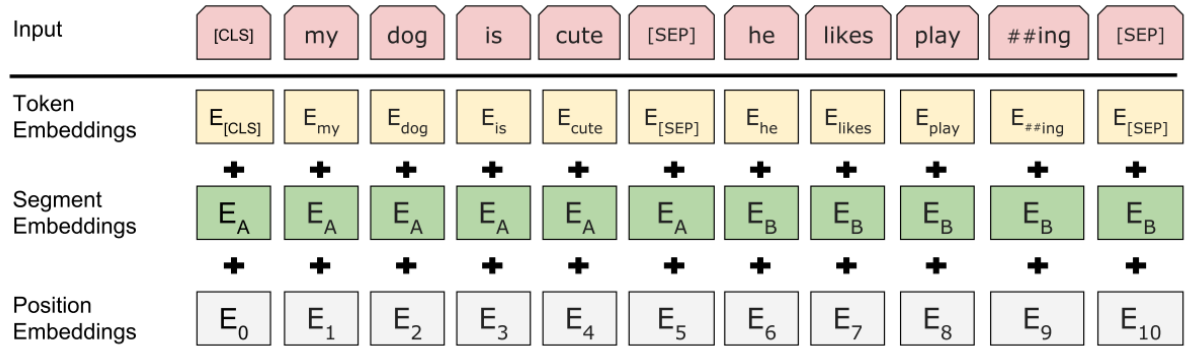 Input [CLS] my dog is cute [SEP] he likes play ##ing [SEP]
Token
Embeddings E[CLS] Emy Edog Eis Ecute E[SEP] Ehe Elikes Eplay E##ing E[SEP]
+ + + + + + + + + + +
Segment
Embeddings EA EA EA EA EA EA EB EB EB EB EB
+ + + + + + + + + + +
Position
Embeddings E0 E1 E2 E3 E4 E5 E6 E7 E8 E9 E10